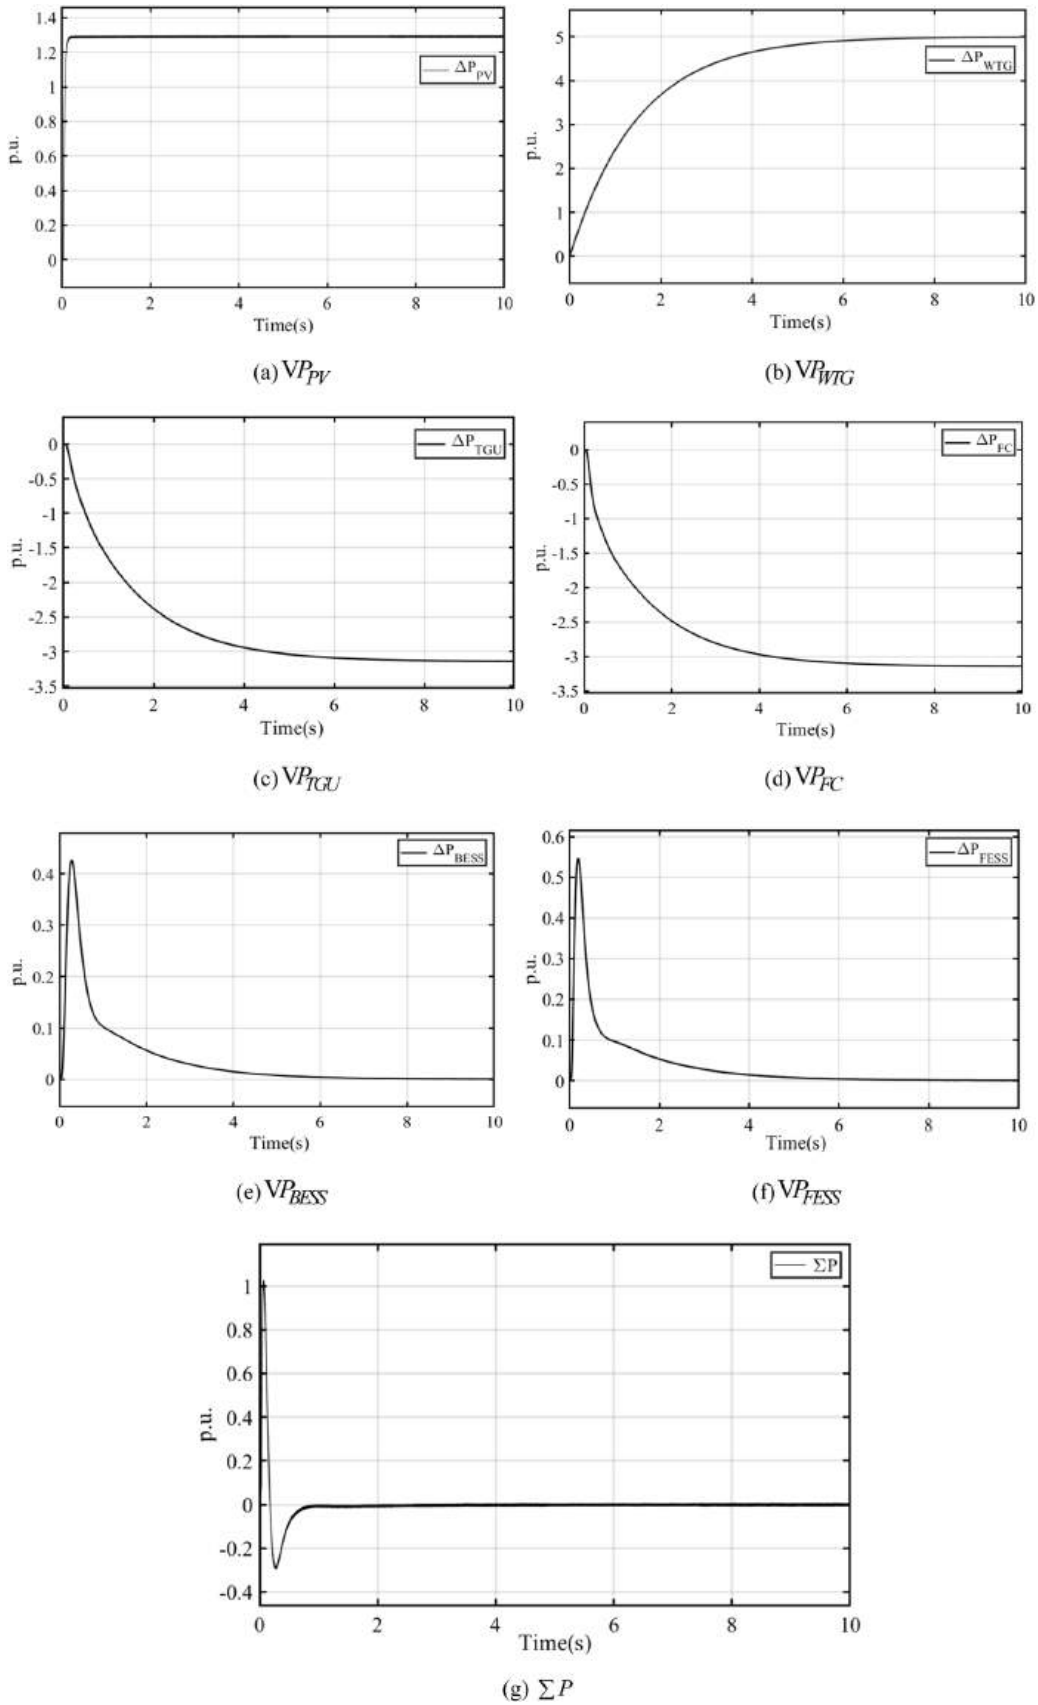 1.4
1.2
1
0.8
0.6
0.4
0.2
0
p.u.
ΔP_PV
0 2 4 6 8 10
Time(s)
(a) VP_PV
5
4
3
2
1
0
p.u.
ΔP_WTG
0 2 4 6 8 10
Time(s)
(b) VP_WTG
0
-0.5
-1
-1.5
-2
-2.5
-3
-3.5
p.u.
ΔP_TGU
0 2 4 6 8 10
Time(s)
(c) VP_TGU
0
-0.5
-1
-1.5
-2
-2.5
-3
-3.5
p.u.
ΔP_FC
0 2 4 6 8 10
Time(s)
(d) VP_FC
0.4
0.3
0.2
0.1
0
p.u.
ΔP_BESS
0 2 4 6 8 10
Time(s)
(e) VP_BESS
0.6
0.5
0.4
0.3
0.2
0.1
0
p.u.
ΔP_FESS
0 2 4 6 8 10
Time(s)
(f) VP_FESS
1
0.8
0.6
0.4
0.2
0
-0.2
-0.4
p.u.
ΣP
0 2 4 6 8 10
Time(s)
(g) ∑P